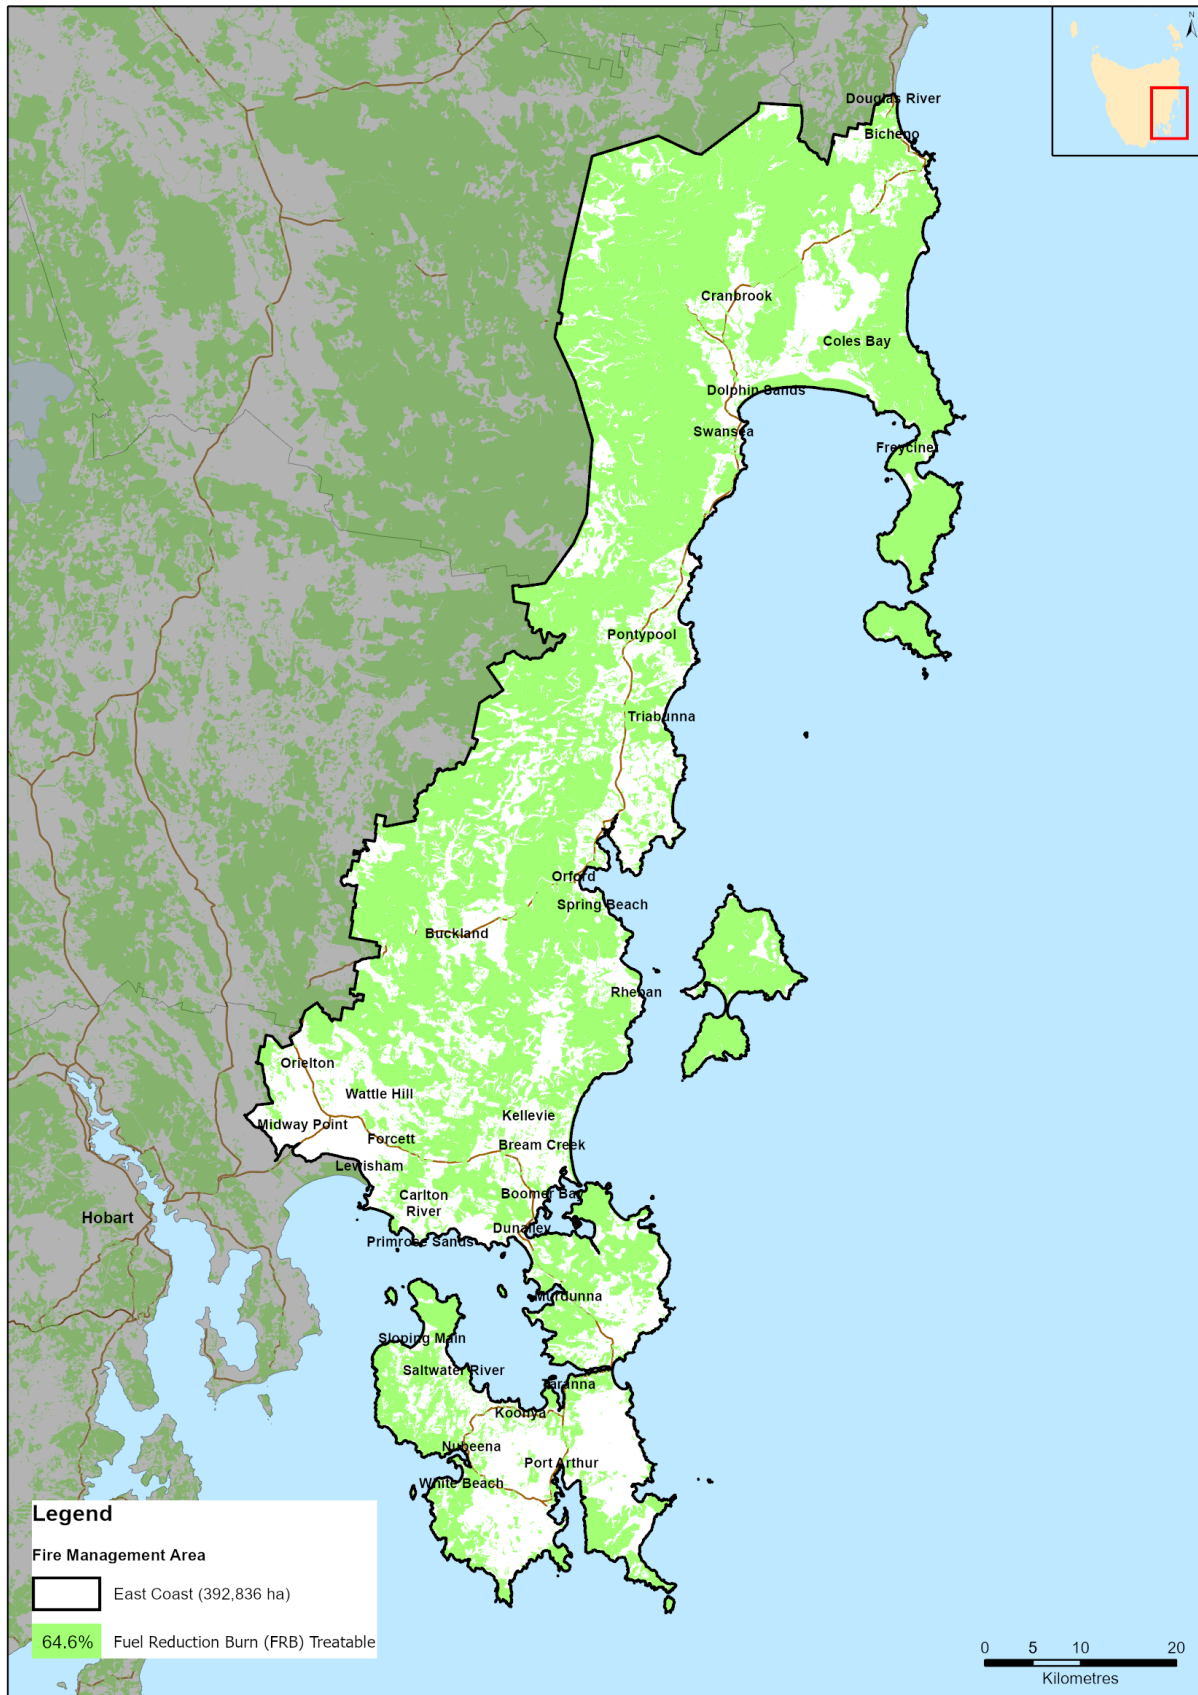 N
Douglas River
Bicheno
Cranbrook
Coles Bay
Dolphin Sands
Swansea
Freycinet
Pontypool
Triabunna
Orford
Spring Beach
Buckland
Rheban
Orielton
Wattle Hill
Kellevie
Midway Point
Forcett
Bream Creek
Lewisham
Carlton
River
Boomer Bay
Hobart
Dunalley
Primrose Sands
Murdunna
Sloping Main
Saltwater River
Taranna
Koonya
Nubeena
Port Arthur
White Beach
Legend
Fire Management Area
East Coast (392,836 ha)
64.6% Fuel Reduction Burn (FRB) Treatable
0 5 10 20
Kilometres